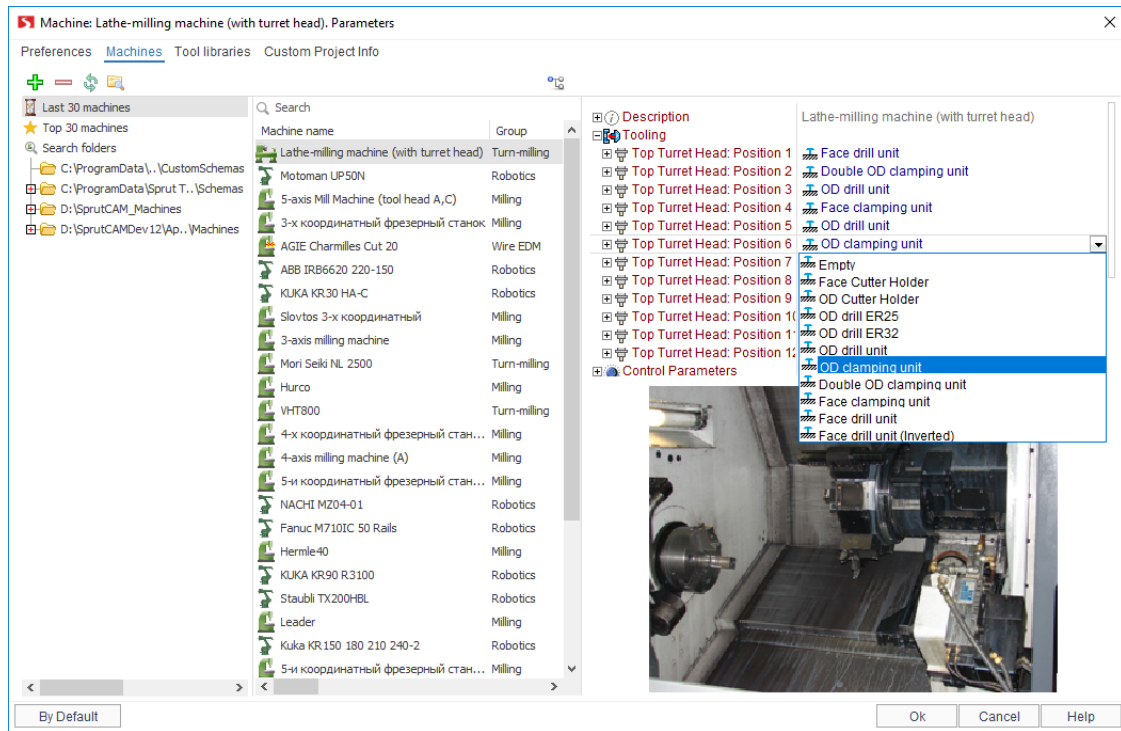 Machine: Lathe-milling machine (with turret head). Parameters
Preferences Machines Tool libraries Custom Project Info
Last 30 machines
Top 30 machines
Search folders
C:\ProgramData\..\CustomSchemas
C:\ProgramData\Sprut T..\Schemas
D:\SprutCAM_Machines
D:\SprutCAMDev12\Ap..\Machines
Search
Machine name Group
Lathe-milling machine (with turret head) Turn-milling
Motoman UP50N Robotics
5-axis Mill Machine (tool head A,C) Milling
3-х координатный фрезерный станок Milling
AGIE Charmilles Cut 20 Wire EDM
ABB IRB6620 220-150 Robotics
KUKA KR30 HA-C Robotics
Slovtos 3-х координатный Milling
3-axis milling machine Milling
Mori Seiki NL 2500 Turn-milling
Hurco Milling
VHT800 Turn-milling
4-х координатный фрезерный стан... Milling
4-axis milling machine (A) Milling
5-и координатный фрезерный стан... Milling
NACHI MZ04-01 Robotics
Fanuc M710IC 50 Rails Robotics
Hermle40 Milling
KUKA KR90 R3100 Robotics
Staubli TX200HBL Robotics
Leader Milling
Kuka KR150 180 210 240-2 Robotics
5-и координатный фрезерный стан... Milling
Description Lathe-milling machine (with turret head)
Tooling
Top Turret Head: Position 1 Face drill unit
Top Turret Head: Position 2 Double OD clamping unit
Top Turret Head: Position 3 OD drill unit
Top Turret Head: Position 4 Face clamping unit
Top Turret Head: Position 5 OD drill unit
Top Turret Head: Position 6 OD clamping unit
Top Turret Head: Position 7
Top Turret Head: Position 8
Top Turret Head: Position 9
Top Turret Head: Position 10
Top Turret Head: Position 11
Top Turret Head: Position 12
Control Parameters
Empty
Face Cutter Holder
OD Cutter Holder
OD drill ER25
OD drill ER32
OD drill unit
OD clamping unit
Double OD clamping unit
Face clamping unit
Face drill unit
Face drill unit (Inverted)
By Default Ok Cancel Help